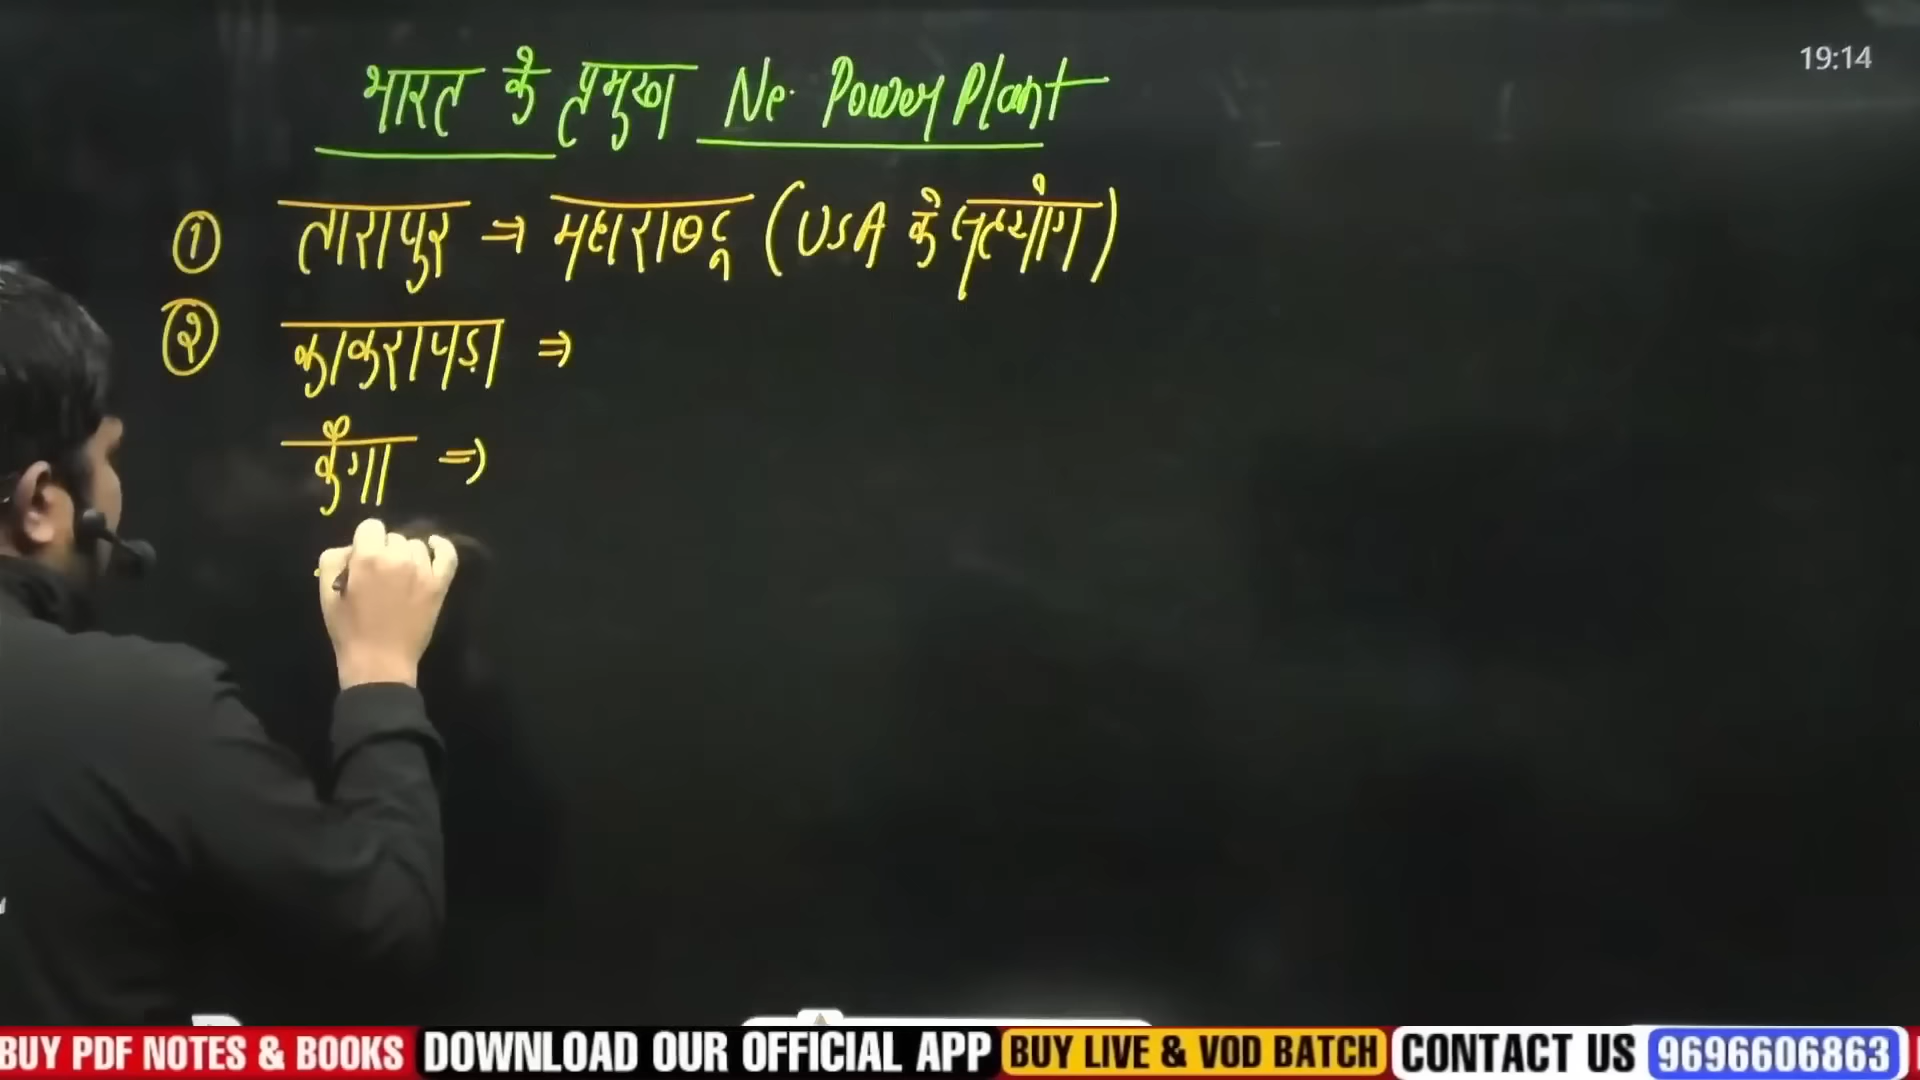 19:14
भारत के प्रमुख Ne. Power Plant
① तारापुर ⇒ महाराष्ट्र (USA के सहयोग)
② काकरापड़ा ⇒
कैगा ⇒
BUY PDF NOTES & BOOKS DOWNLOAD OUR OFFICIAL APP BUY LIVE & VOD BATCH CONTACT US 9696606863